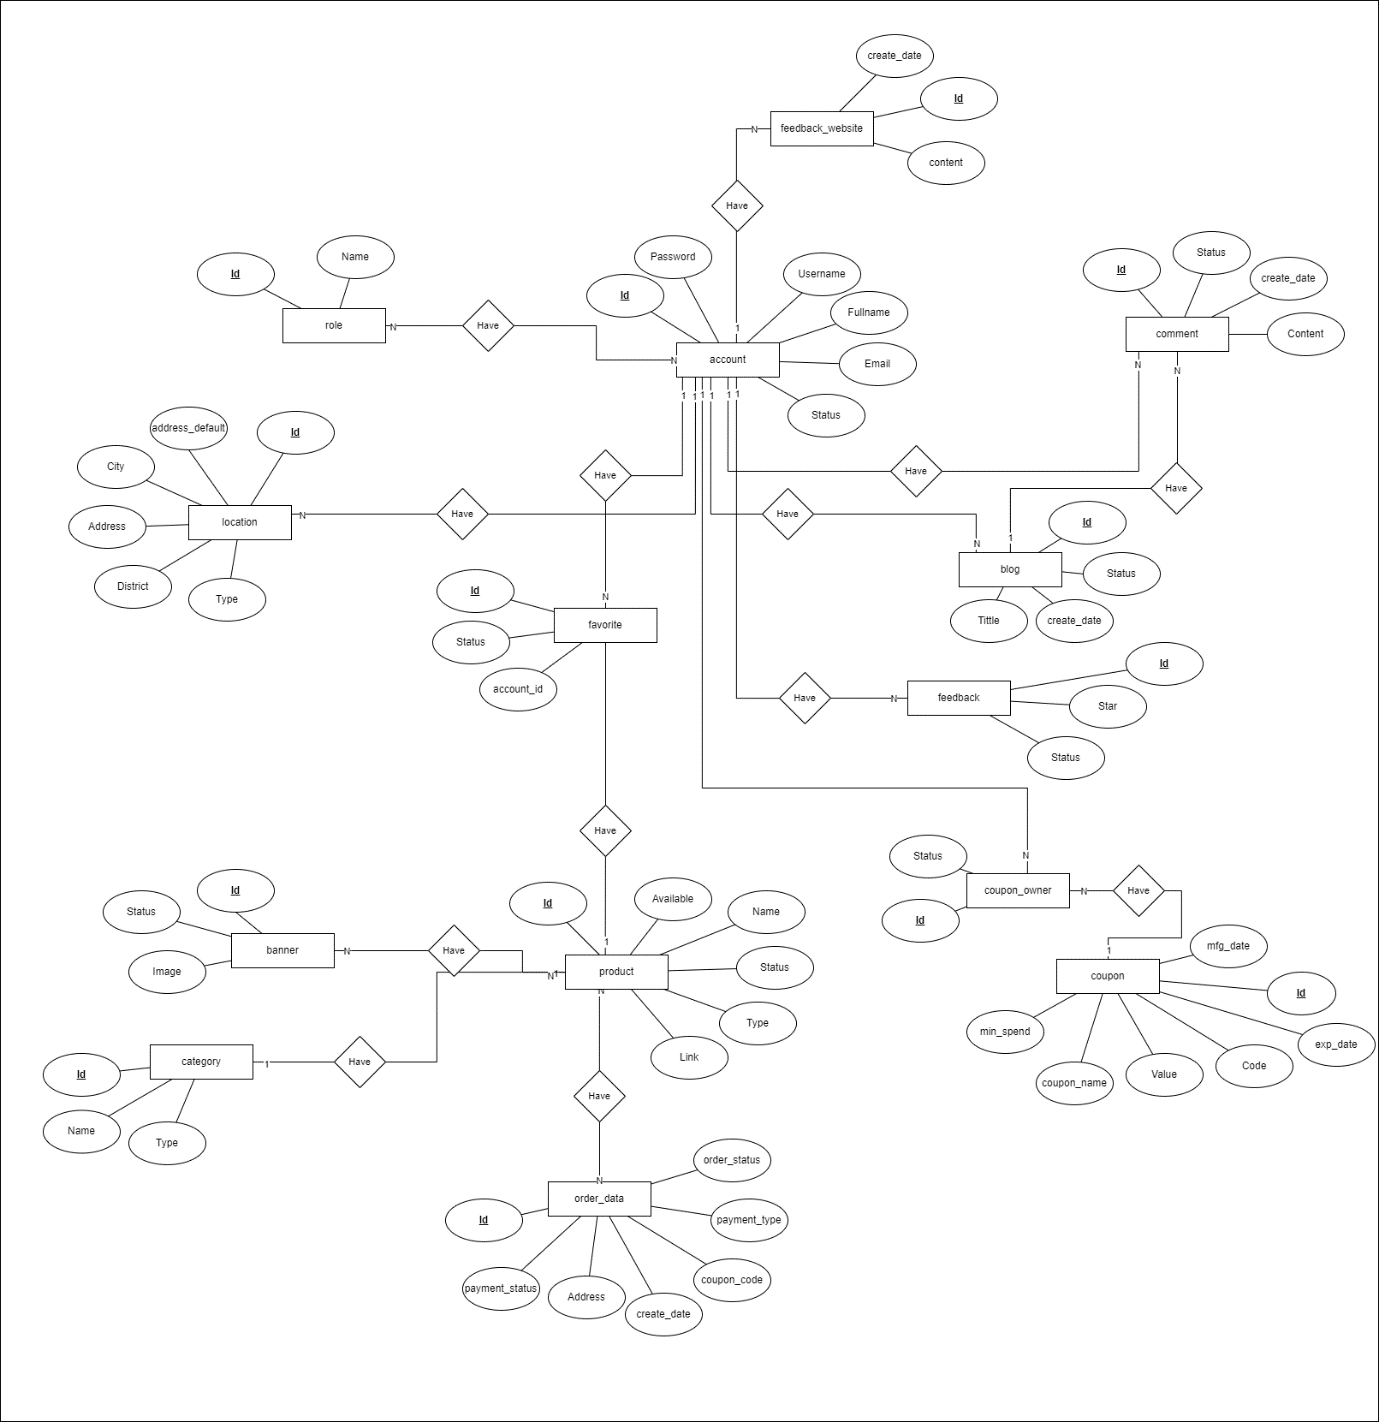 create_date
Id
feedback_website
N
content
Have
Password
Username
Id
Fullname
1
Name
Id
role
N
Have
N
account
Email
Status
1
1
1
1
1
1
Status
Id
create_date
comment
Content
N
N
address_default
Id
City
Address
location
N
District
Type
Have
Have
Have
Have
Have
Id
1
N
blog
Status
Tittle
create_date
Id
N
Status
favorite
account_id
Id
N
feedback
Have
Star
Status
Have
N
Status
coupon_owner
N
Have
Id
1
mfg_date
coupon
Id
min_spend
exp_date
coupon_name
Value
Code
Id
Status
banner
N
Image
Have
Id
Available
Name
1
N
1
product
Status
N
Type
Link
category
1
Have
Id
Name
Type
Have
N
order_status
order_data
Id
payment_type
payment_status
Address
create_date
coupon_code